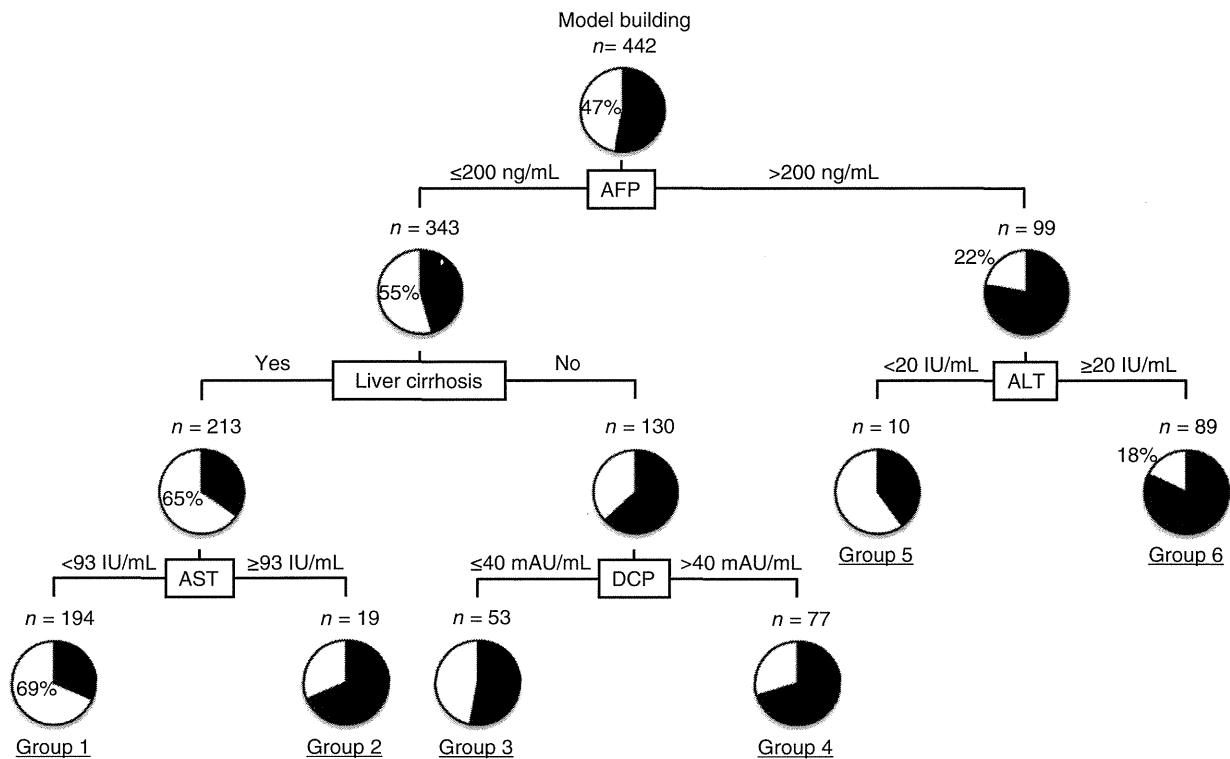 Model building
n= 442
47%
≤200 ng/mL
AFP
>200 ng/mL
n = 343
n = 99
55%
22%
Yes
Liver cirrhosis
No
<20 IU/mL
ALT
≥20 IU/mL
n = 213
n = 130
n = 10
n = 89
65%
18%
Group 5
Group 6
<93 IU/mL
AST
≥93 IU/mL
≤40 mAU/mL
DCP
>40 mAU/mL
n = 194
n = 19
n = 53
n = 77
69%
Group 1
Group 2
Group 3
Group 4